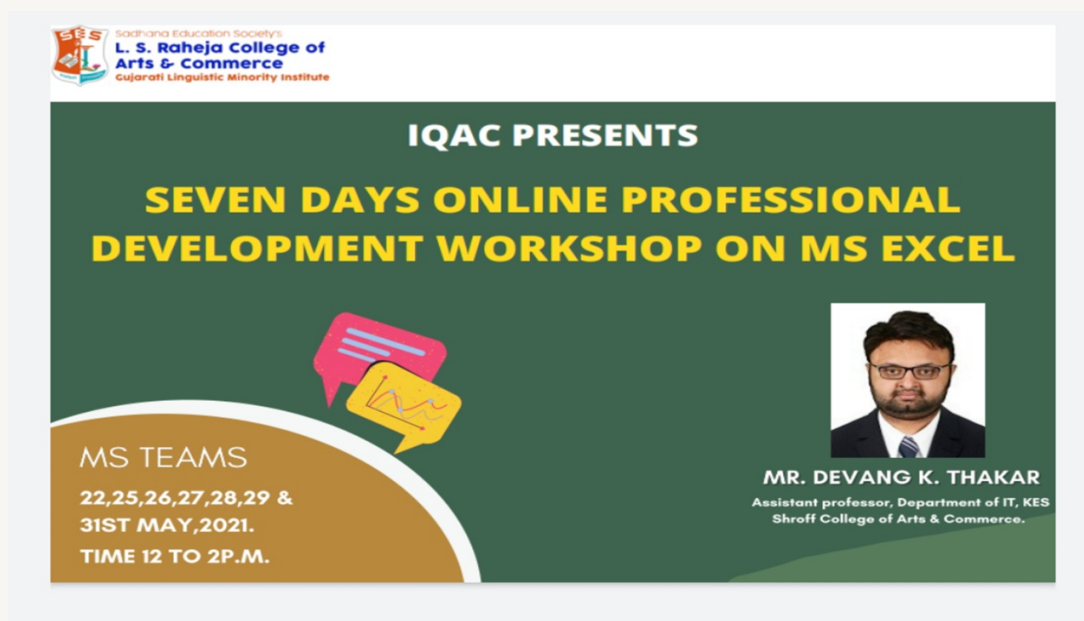 SES
Sadhana Education Society's
L. S. Raheja College of
Arts & Commerce
Gujarati Linguistic Minority Institute
IQAC PRESENTS
SEVEN DAYS ONLINE PROFESSIONAL
DEVELOPMENT WORKSHOP ON MS EXCEL
MS TEAMS
22,25,26,27,28,29 &
31ST MAY,2021.
TIME 12 TO 2P.M.
MR. DEVANG K. THAKAR
Assistant professor, Department of IT, KES
Shroff College of Arts & Commerce.